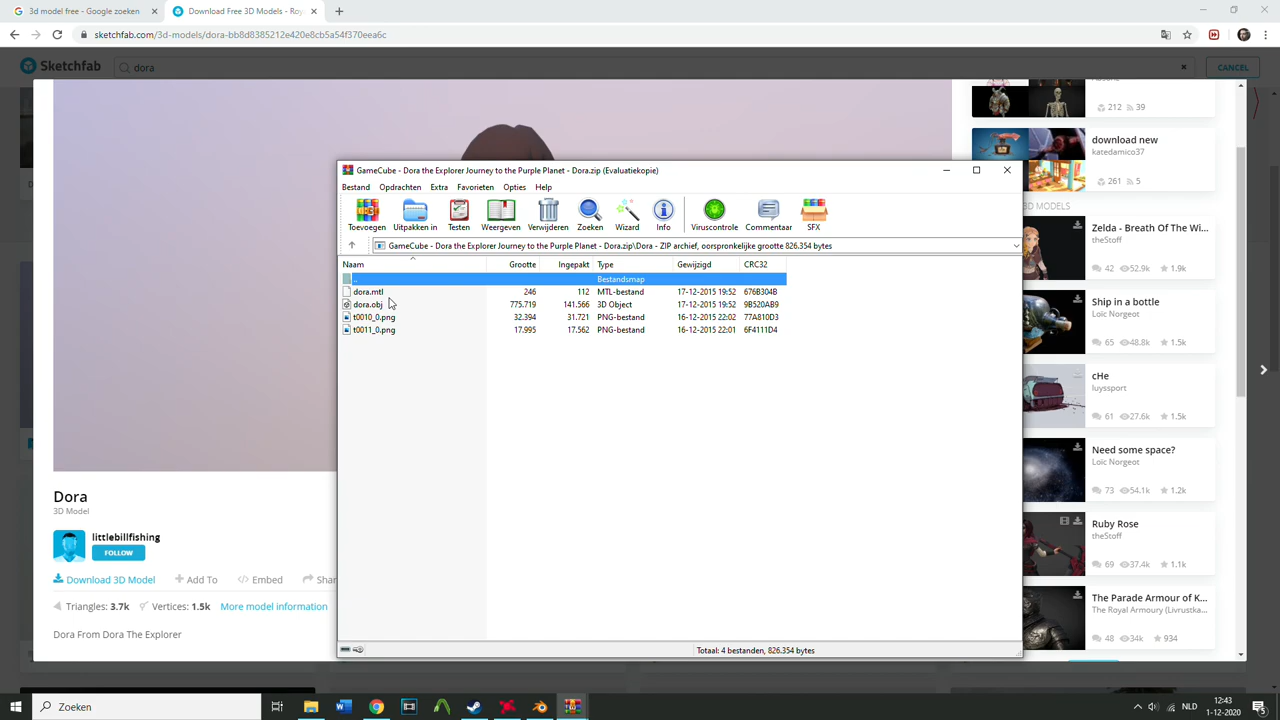 3d model free - Google zoeken
Download Free 3D Models - Roy
sketchfab.com/3d-models/dora-bb8d8385212e420e8cb5a54f370eea6c
Sketchfab
dora
CANCEL
212 39
download new
katedamico37
261 5
3D MODELS
Zelda - Breath Of The Wi...
theStoff
42 52.9k 1.9k
Ship in a bottle
Loïc Norgeot
65 48.8k 1.5k
cHe
luyssport
61 27.6k 1.5k
Need some space?
Loïc Norgeot
73 54.1k 1.2k
Ruby Rose
theStoff
69 37.4k 1.1k
The Parade Armour of K...
The Royal Armoury (Livrustka...
48 34k 934
GameCube - Dora the Explorer Journey to the Purple Planet - Dora.zip (Evaluatiekopie)
Bestand Opdrachten Extra Favorieten Opties Help
Toevoegen Uitpakken in Testen Weergeven Verwijderen Zoeken Wizard Info Viruscontrole Commentaar SFX
GameCube - Dora the Explorer Journey to the Purple Planet - Dora.zip\Dora - ZIP archief, oorspronkelijke grootte 826.354 bytes
Naam Grootte Ingepakt Type Gewijzigd CRC32
.. Bestandsmap
dora.mtl 246 112 MTL-bestand 17-12-2015 19:52 676B304B
dora.obj 775.719 141.566 3D Object 17-12-2015 19:52 9B520AB9
t0010_0.png 32.394 31.721 PNG-bestand 16-12-2015 22:02 77A810D3
t0011_0.png 17.995 17.562 PNG-bestand 16-12-2015 22:01 6F4111D4
Totaal: 4 bestanden, 826.354 bytes
Dora
3D Model
littlebillfishing
FOLLOW
Download 3D Model Add To Embed Shar
Triangles: 3.7k Vertices: 1.5k More model information
Dora From Dora The Explorer
Zoeken
NLD
12:43
1-12-2020
5